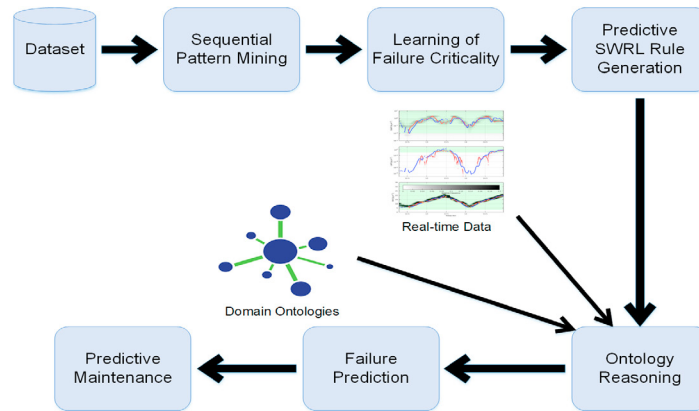 Dataset
Sequential
Pattern Mining
Learning of
Failure Criticality
Predictive
SWRL Rule
Generation
Real-time Data
Domain Ontologies
Predictive
Maintenance
Failure
Prediction
Ontology
Reasoning